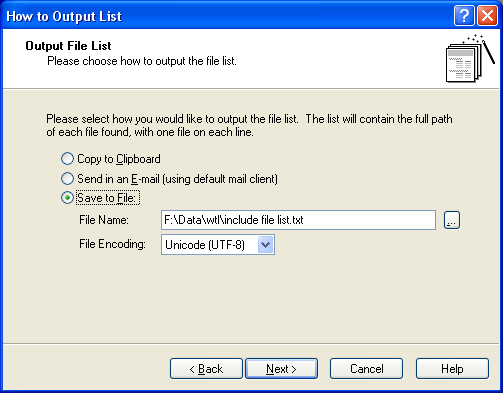 How to Output List
Output File List
Please choose how to output the file list.
Please select how you would like to output the file list.  The list will contain the full path
of each file found, with one file on each line.
Copy to Clipboard
Send in an E-mail (using default mail client)
Save to File:
File Name: F:\Data\wtl\include file list.txt ...
File Encoding: Unicode (UTF-8)
< Back Next > Cancel Help